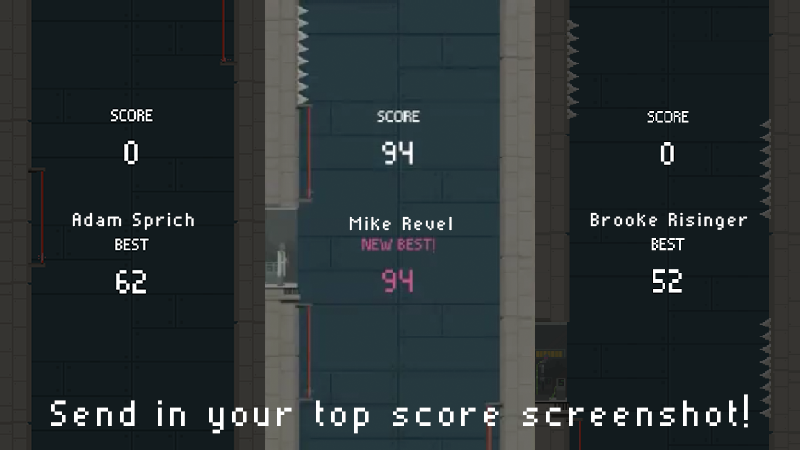 SCORE
0
Adam Sprich
BEST
62
SCORE
94
Mike Revel
NEW BEST!
94
SCORE
0
Brooke Risinger
BEST
52
Send in your top score screenshot!